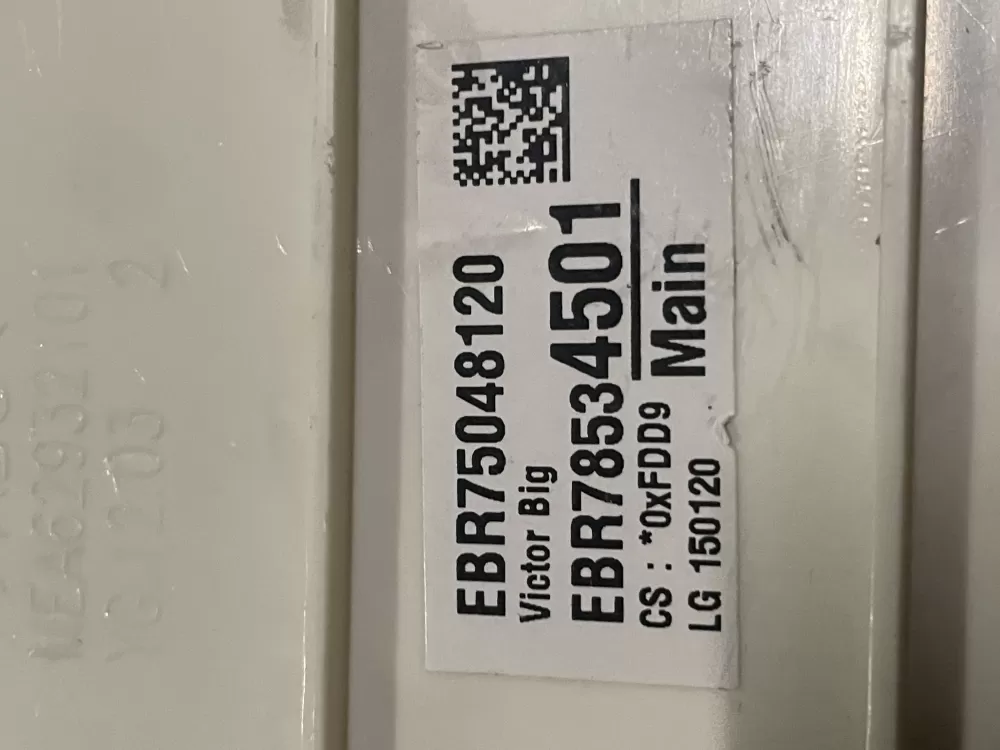 EBR75048120
Victor Big
EBR78534501
CS : *0xFDD9 Main
LG 150120